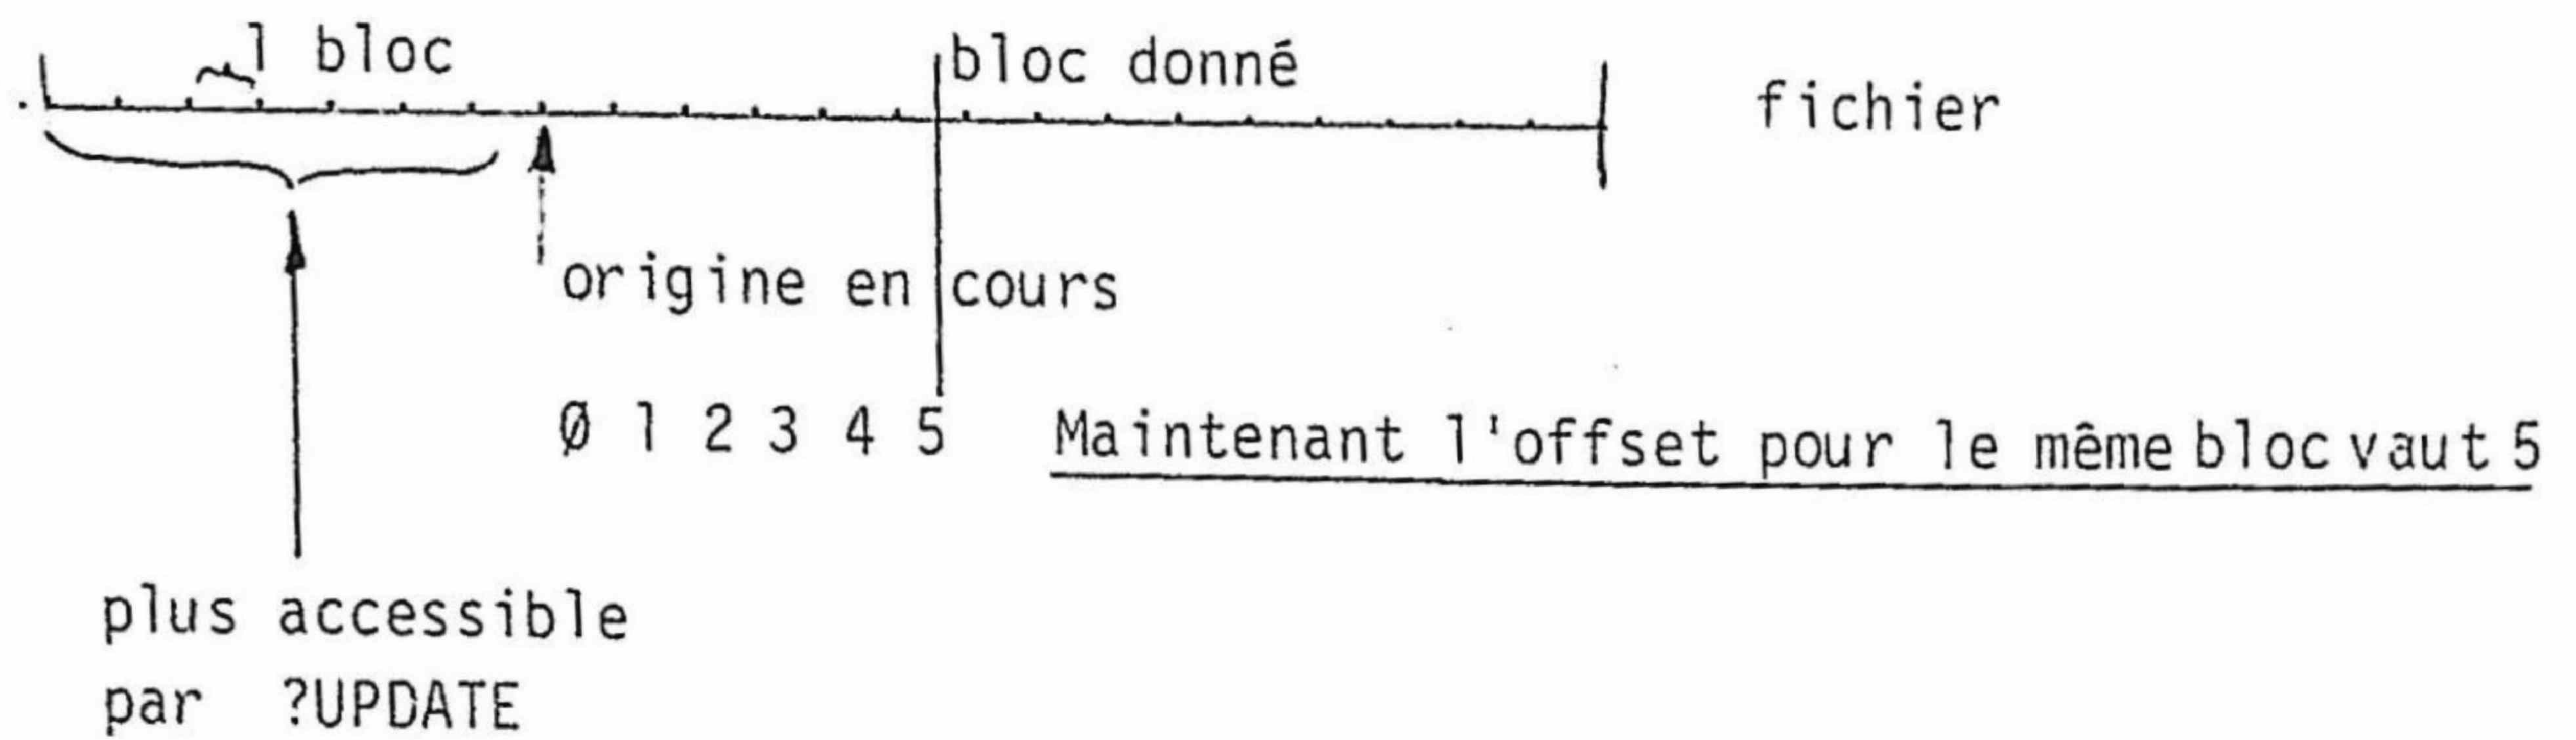 1 bloc
bloc donné
fichier
origine en cours
Ø 1 2 3 4 5 Maintenant l'offset pour le même bloc vaut 5
plus accessible
par ?UPDATE